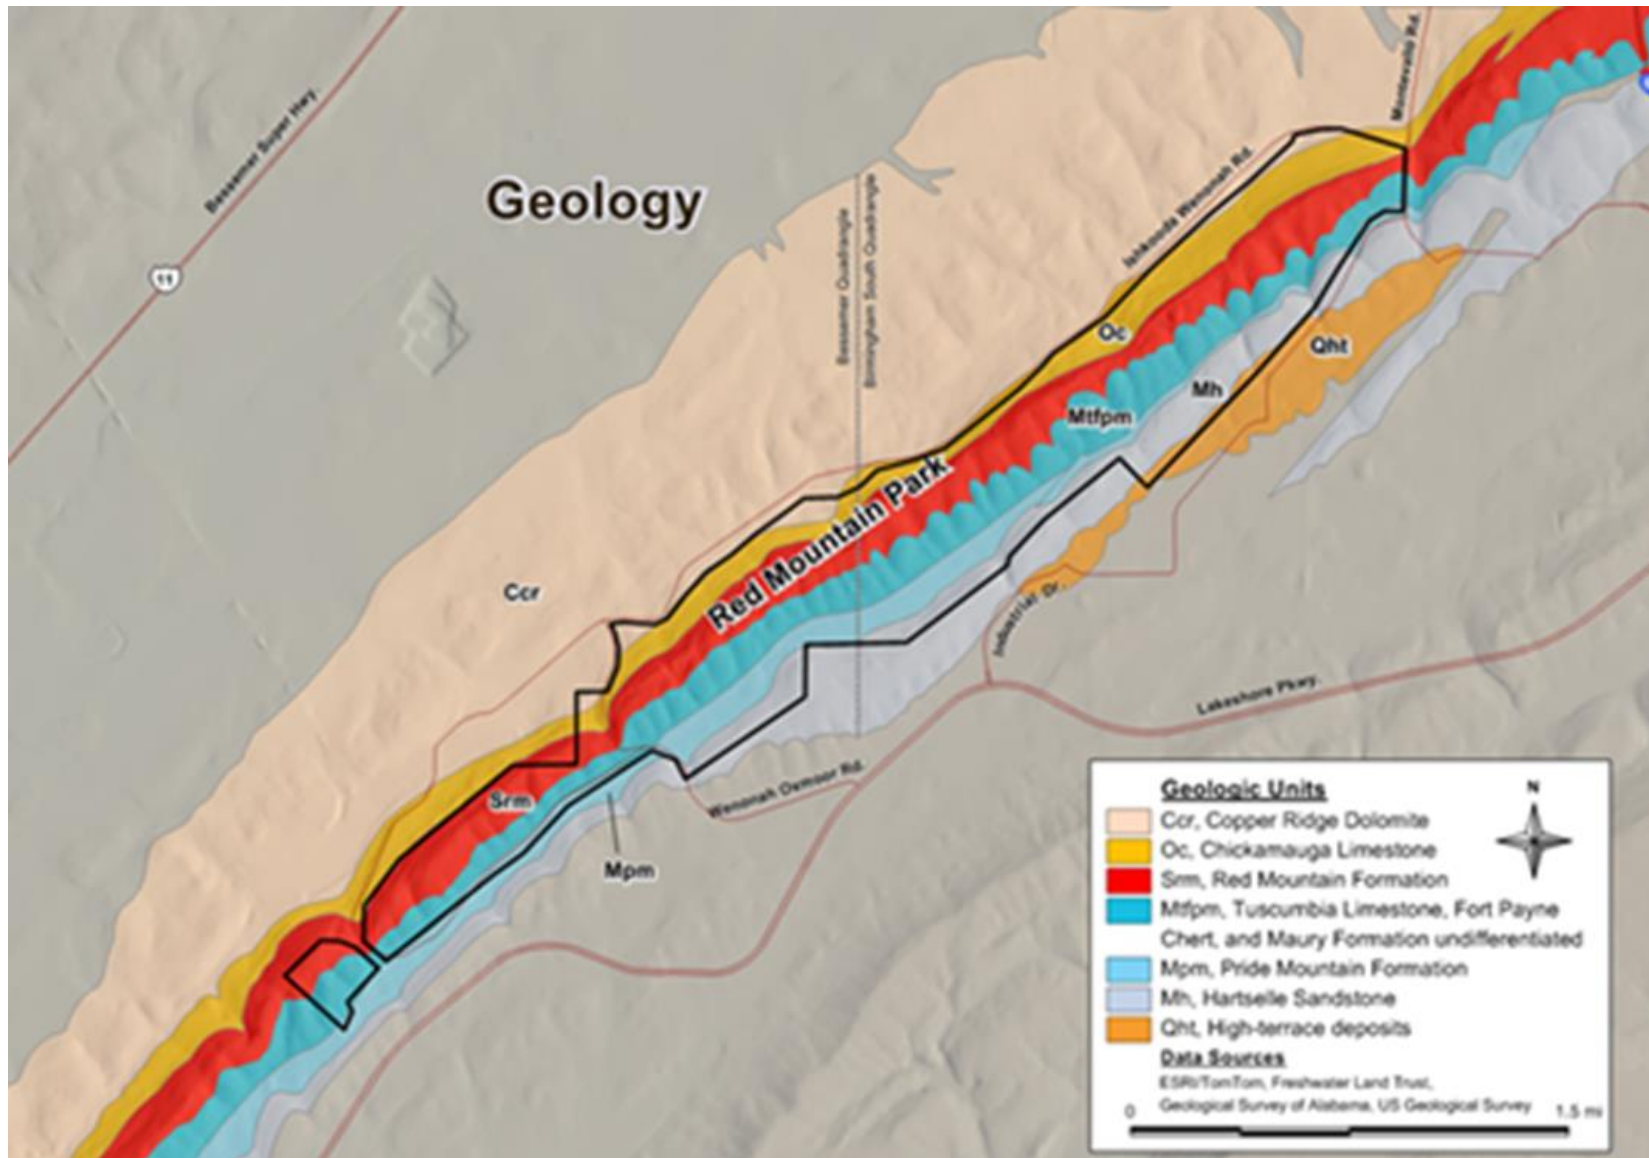 Geology
Bessemer Super Hwy.
11
Montevallo Rd.
Ishkooda Wenonah Rd.
Bessemer Quadrangle
Birmingham South Quadrangle
Oc
Qht
Mh
Mtfpm
Red Mountain Park
Ccr
Industrial Dr.
Lakeshore Pkwy.
Srm
Wenonah Oxmoor Rd.
Mpm
Geologic Units
N
Ccr, Copper Ridge Dolomite
Oc, Chickamauga Limestone
Srm, Red Mountain Formation
Mtfpm, Tuscumbia Limestone, Fort Payne
Chert, and Maury Formation undifferentiated
Mpm, Pride Mountain Formation
Mh, Hartselle Sandstone
Qht, High-terrace deposits
Data Sources
ESRI/TomTom, Freshwater Land Trust,
Geological Survey of Alabama, US Geological Survey
0 1.5 mi